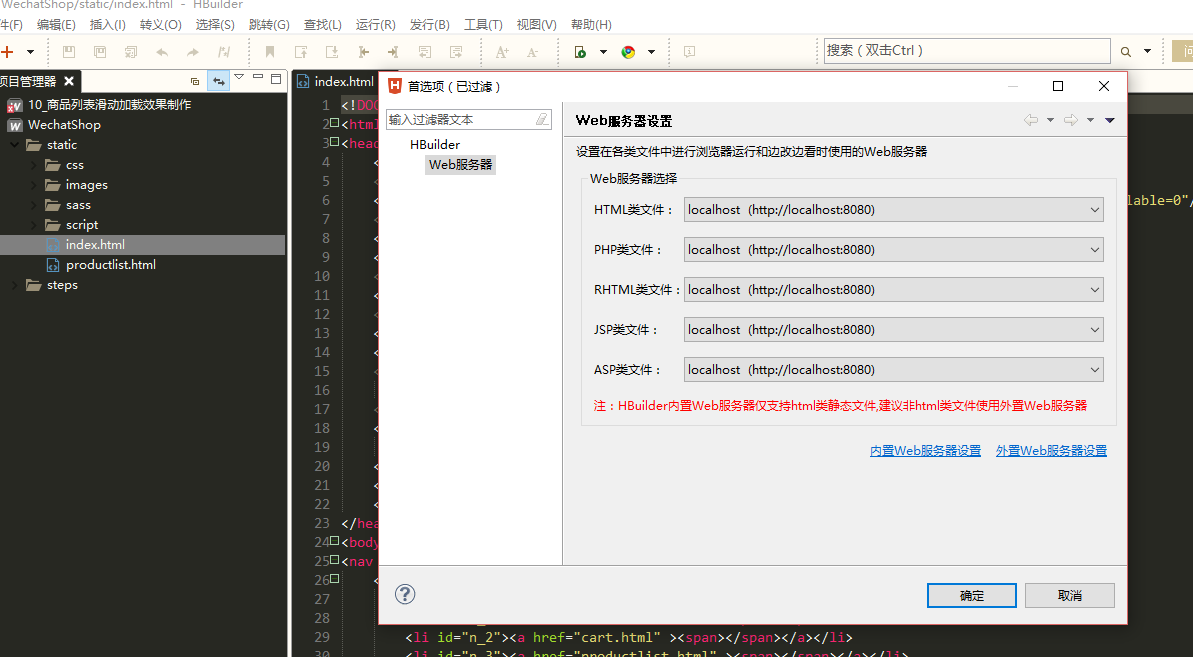 WechatShop/static/index.html - HBuilder
件(F) 编辑(E) 插入(I) 转义(O) 选择(S) 跳转(G) 查找(L) 运行(R) 发行(B) 工具(T) 视图(V) 帮助(H)
搜索（双击Ctrl）
项目管理器
index.html
10_商品列表滑动加载效果制作
WechatShop
static
css
images
sass
script
index.html
productlist.html
steps
1 <!DOC
2 <html
3 <head
4 <
5 <
6 <
lable=0"/
7 <
8 <
9 <
10 <
11 <
12 <
13 <
14 <
15 <
16
17 <
18 <
19
20 <
21 <
22 <
23 </hea
24 <body
25 <nav
26 <
27
28
29 <li id="n_2"><a href="cart.html" ><span></span></a></li>
30 <li id="n_3"><a href="productlist.html" ><span></span></a></li>
首选项（已过滤）
输入过滤器文本
HBuilder
Web服务器
Web服务器设置
设置在各类文件中进行浏览器运行和边改边看时使用的Web服务器
Web服务器选择
HTML类文件： localhost (http://localhost:8080)
PHP类文件： localhost (http://localhost:8080)
RHTML类文件： localhost (http://localhost:8080)
JSP类文件： localhost (http://localhost:8080)
ASP类文件： localhost (http://localhost:8080)
注：HBuilder内置Web服务器仅支持html类静态文件,建议非html类文件使用外置Web服务器
内置Web服务器设置 外置Web服务器设置
确定 取消